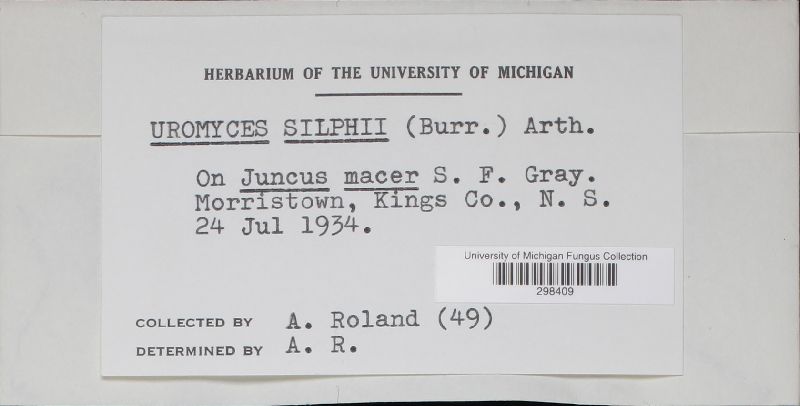 HERBARIUM OF THE UNIVERSITY OF MICHIGAN
UROMYCES SILPHII (Burr.) Arth.
On Juncus macer S. F. Gray.
Morristown, Kings Co., N. S.
24 Jul 1934.
University of Michigan Fungus Collection
298409
COLLECTED BY A. Roland (49)
DETERMINED BY A. R.